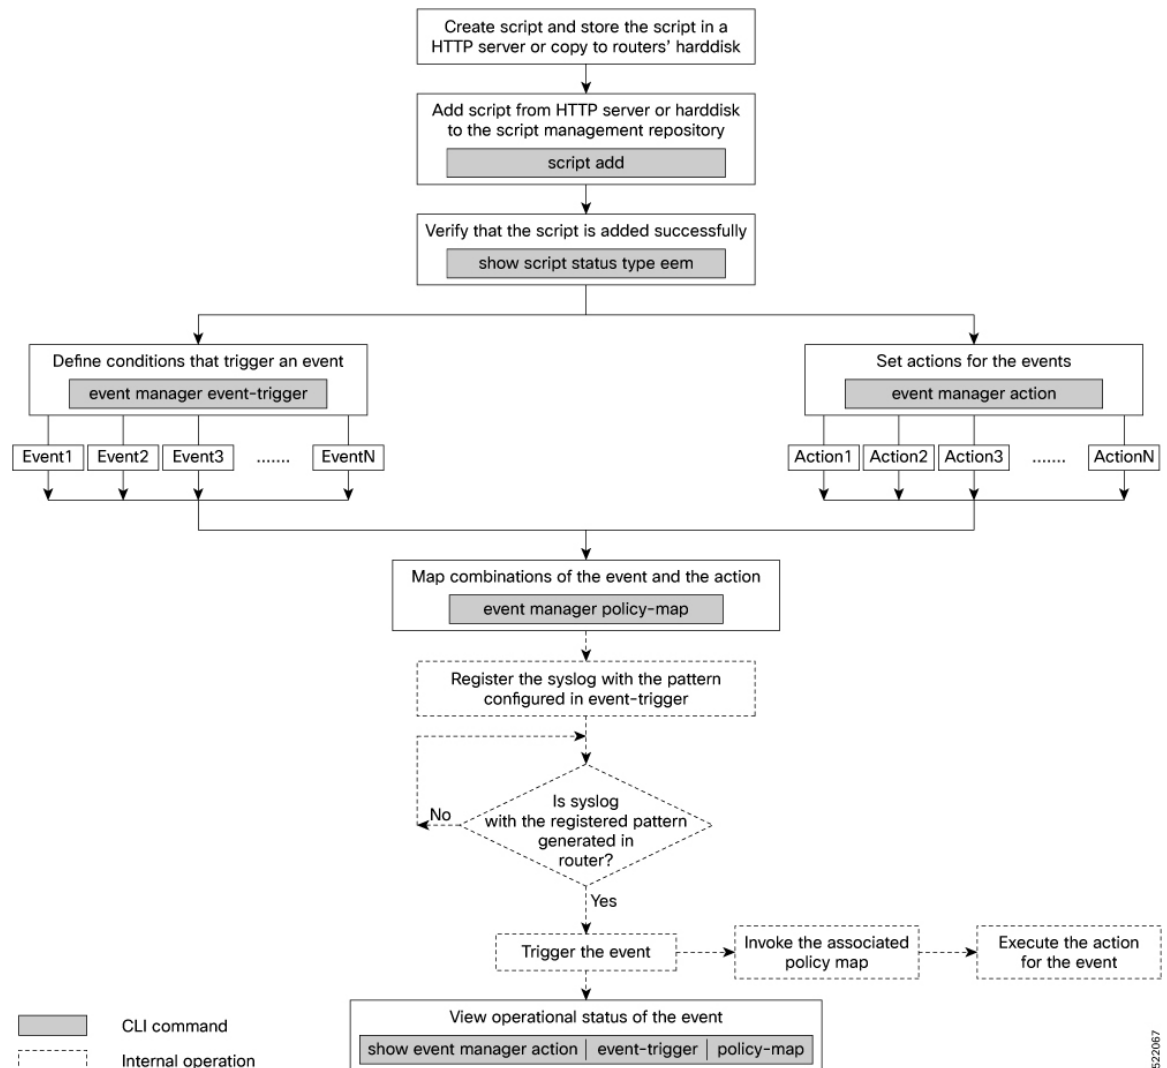 Create script and store the script in a
HTTP server or copy to routers' harddisk
Add script from HTTP server or harddisk
to the script management repository
script add
Verify that the script is added successfully
show script status type eem
Define conditions that trigger an event
event manager event-trigger
Event1
Event2
Event3
.......
EventN
Set actions for the events
event manager action
Action1
Action2
Action3
.......
ActionN
Map combinations of the event and the action
event manager policy-map
Register the syslog with the pattern
configured in event-trigger
Is syslog
with the registered pattern
generated in
router?
No
Yes
Trigger the event
Invoke the associated
policy map
Execute the action
for the event
View operational status of the event
show event manager action | event-trigger | policy-map
CLI command
Internal operation
522067